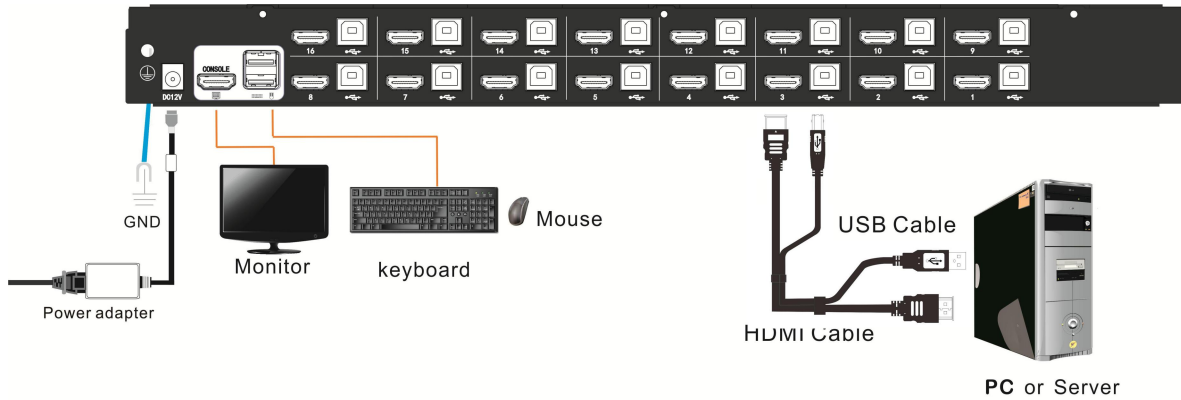 16 15 14 13 12 11 10 9
CONSOLE
DC12V
8 7 6 5 4 3 2 1
GND
Monitor
keyboard
Mouse
USB Cable
Power adapter
HDMI Cable
PC or Server